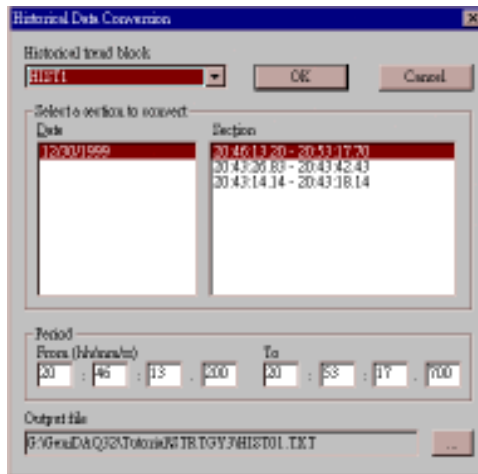 Historical Data Conversion
Historical trend block
HIST1
OK
Cancel
Select a section to convert
Date
Section
12/30/1999
20:46:13.20 - 20:53:17.70
20:43:26.83 - 20:43:42.43
20:43:14.14 - 20:43:18.14
Period
From (hh/mm/ss)
To
20 : 46 : 13 . 200
20 : 53 : 17 . 700
Output file
...